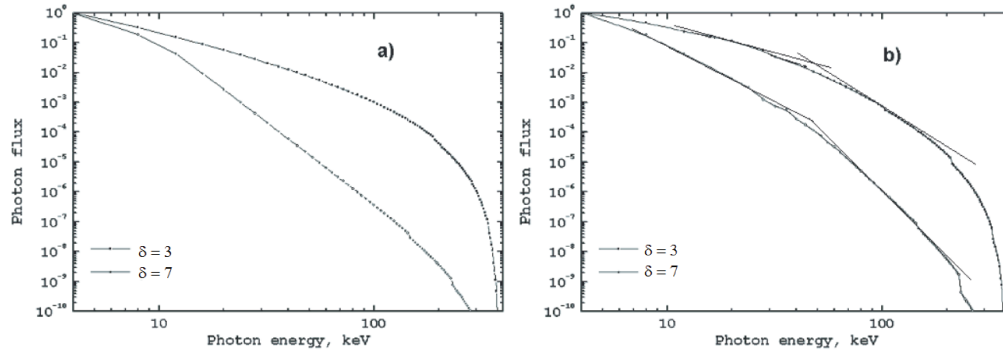 a)
Photon flux
10⁰
10⁻¹
10⁻²
10⁻³
10⁻⁴
10⁻⁵
10⁻⁶
10⁻⁷
10⁻⁸
10⁻⁹
10⁻¹⁰
δ = 3
δ = 7
10
100
Photon energy, keV
b)
Photon flux
10⁰
10⁻¹
10⁻²
10⁻³
10⁻⁴
10⁻⁵
10⁻⁶
10⁻⁷
10⁻⁸
10⁻⁹
10⁻¹⁰
δ = 3
δ = 7
10
100
Photon energy, keV